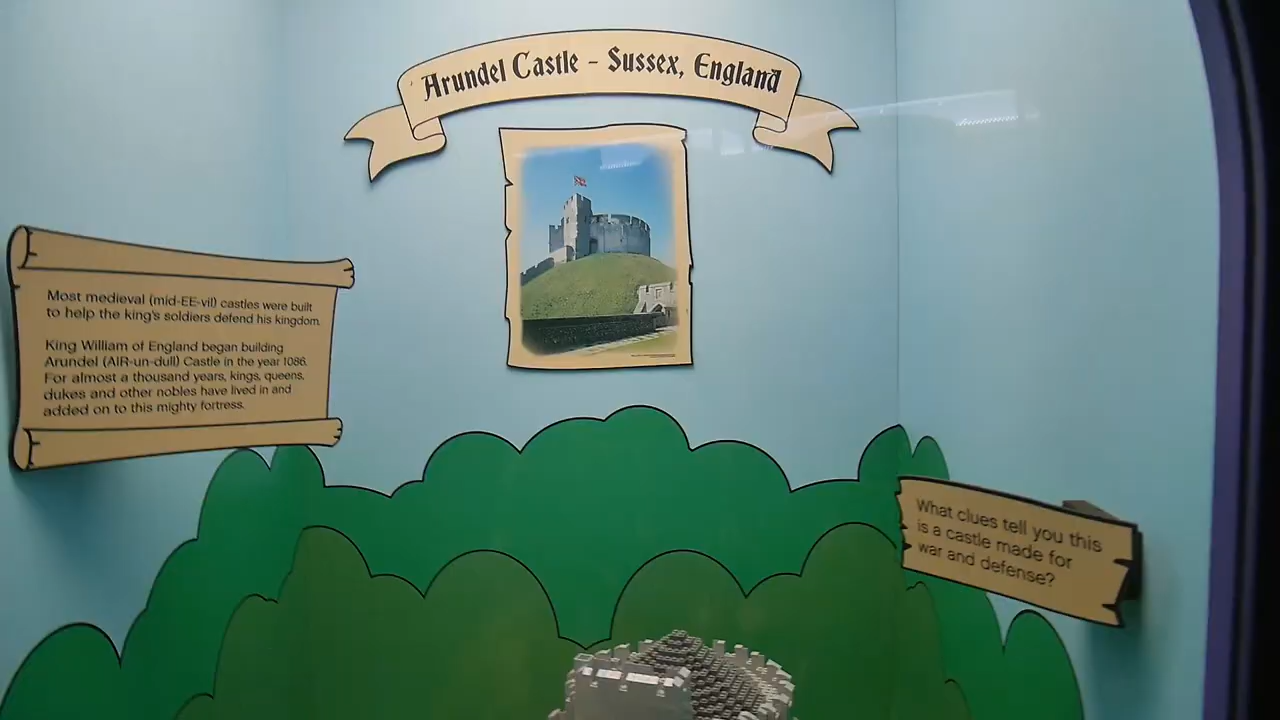 Arundel Castle - Sussex, England
Most medieval (mid-EE-vil) castles were built
to help the king's soldiers defend his kingdom.
King William of England began building
Arundel (AIR-un-dull) Castle in the year 1086.
For almost a thousand years, kings, queens,
dukes and other nobles have lived in and
added on to this mighty fortress.
What clues tell you this
is a castle made for
war and defense?